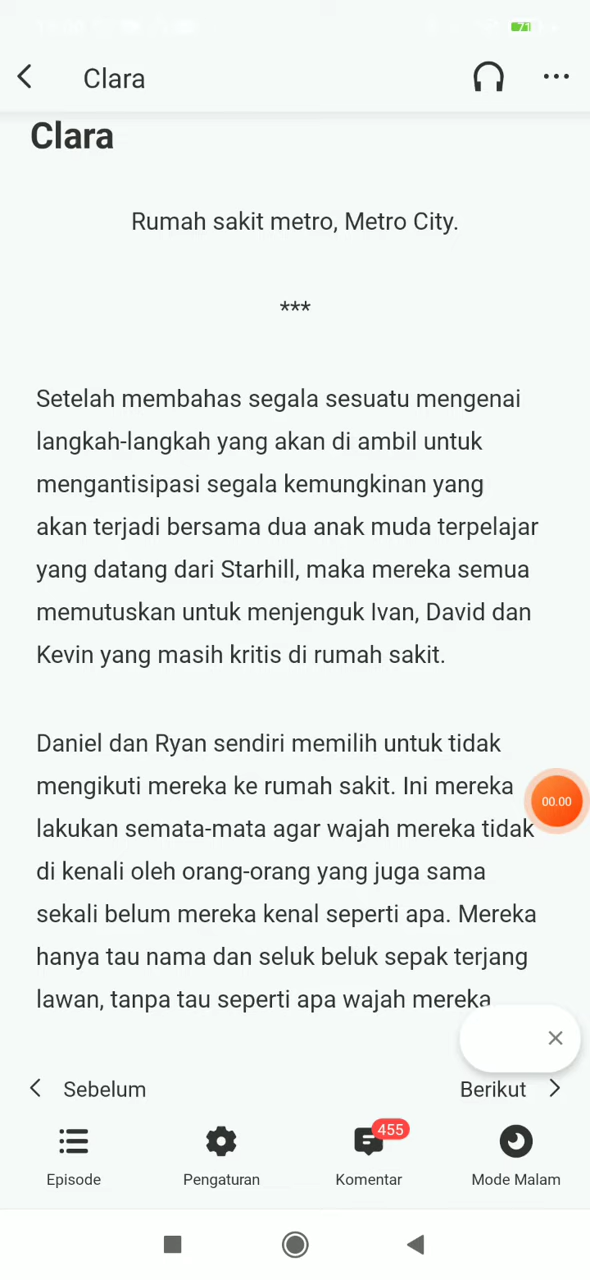 71
Clara
Clara
Rumah sakit metro, Metro City.
***
Setelah membahas segala sesuatu mengenai
langkah-langkah yang akan di ambil untuk
mengantisipasi segala kemungkinan yang
akan terjadi bersama dua anak muda terpelajar
yang datang dari Starhill, maka mereka semua
memutuskan untuk menjenguk Ivan, David dan
Kevin yang masih kritis di rumah sakit.
Daniel dan Ryan sendiri memilih untuk tidak
mengikuti mereka ke rumah sakit. Ini mereka
00.00
lakukan semata-mata agar wajah mereka tidak
di kenali oleh orang-orang yang juga sama
sekali belum mereka kenal seperti apa. Mereka
hanya tau nama dan seluk beluk sepak terjang
lawan, tanpa tau seperti apa wajah mereka
Sebelum
Berikut
455
Episode
Pengaturan
Komentar
Mode Malam